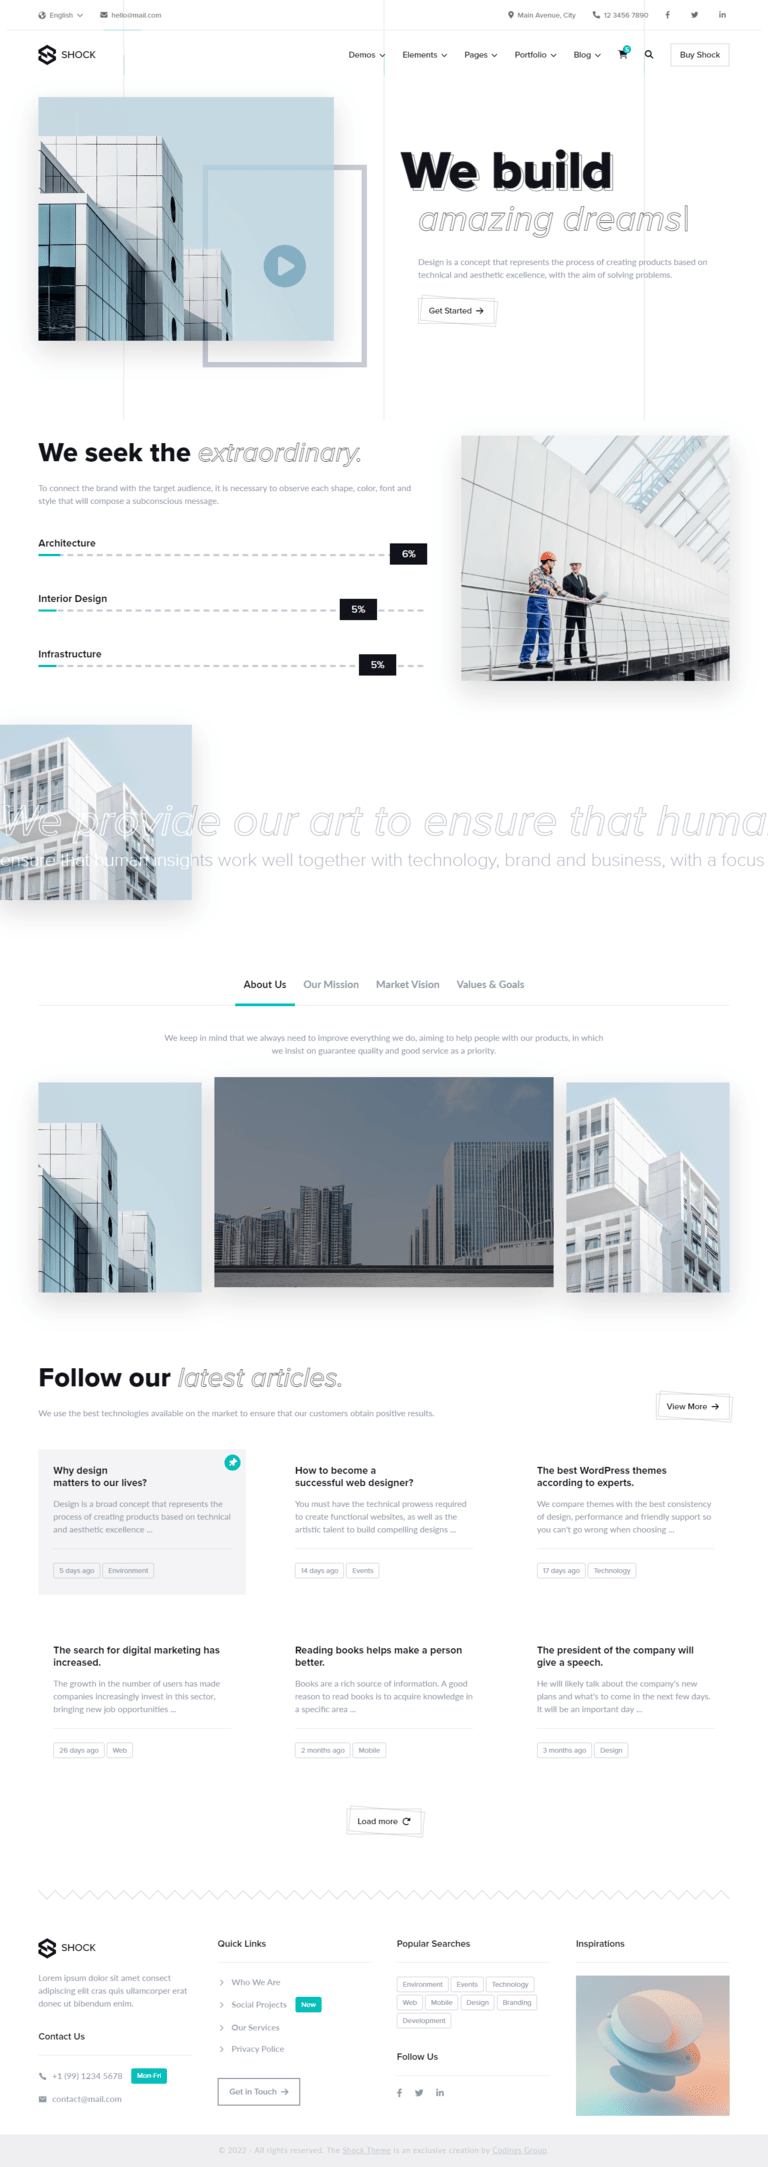 English
hello@mail.com
Main Avenue, City
12 3456 7890
SHOCK
Demos
Elements
Pages
Portfolio
Blog
Buy Shock
We build
amazing dreams|
Design is a concept that represents the process of creating products based on
technical and aesthetic excellence, with the aim of solving problems.
Get Started
We seek the extraordinary.
To connect the brand with the target audience, it is necessary to observe each shape, color, font and
style that will compose a subconscious message.
Architecture
6%
Interior Design
5%
Infrastructure
5%
We provide our art to ensure that huma
ensure that human insights work well together with technology, brand and business, with a focus
About Us
Our Mission
Market Vision
Values & Goals
We keep in mind that we always need to improve everything we do, aiming to help people with our products, in which
we insist on guarantee quality and good service as a priority.
Follow our latest articles.
We use the best technologies available on the market to ensure that our customers obtain positive results.
View More
Why design
matters to our lives?
Design is a broad concept that represents the
process of creating products based on technical
and aesthetic excellence ...
5 days ago
Environment
How to become a
successful web designer?
You must have the technical prowess required
to create functional websites, as well as the
artistic talent to build compelling designs ...
14 days ago
Events
The best WordPress themes
according to experts.
We compare themes with the best consistency
of design, performance and friendly support so
you can't go wrong when choosing ...
17 days ago
Technology
The search for digital marketing has
increased.
The growth in the number of users has made
companies increasingly invest in this sector,
bringing new job opportunities ...
26 days ago
Web
Reading books helps make a person
better.
Books are a rich source of information. A good
reason to read books is to acquire knowledge in
a specific area ...
2 months ago
Mobile
The president of the company will
give a speech.
He will likely talk about the company's new
plans and what's to come in the next few days.
It will be an important day ...
3 months ago
Design
Load more
SHOCK
Lorem ipsum dolor sit amet consect
adipiscing elit cras quis ullamcorper erat
donec ut bibendum enim.
Contact Us
+1 (99) 1234 5678
Mon-Fri
contact@mail.com
Quick Links
Who We Are
Social Projects
New
Our Services
Privacy Police
Get in Touch
Popular Searches
Environment
Events
Technology
Web
Mobile
Design
Branding
Development
Follow Us
Inspirations
© 2022 - All rights reserved. The Shock Theme is an exclusive creation by Codings Group.